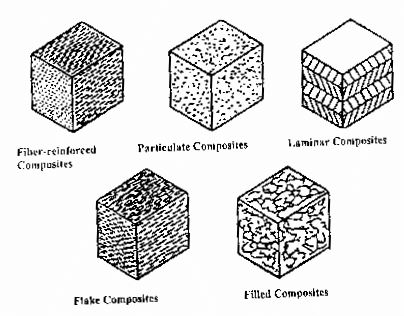 Fiber-reinforced
Composites
Particulate Composites
Laminar Composites
Flake Composites
Filled Composites